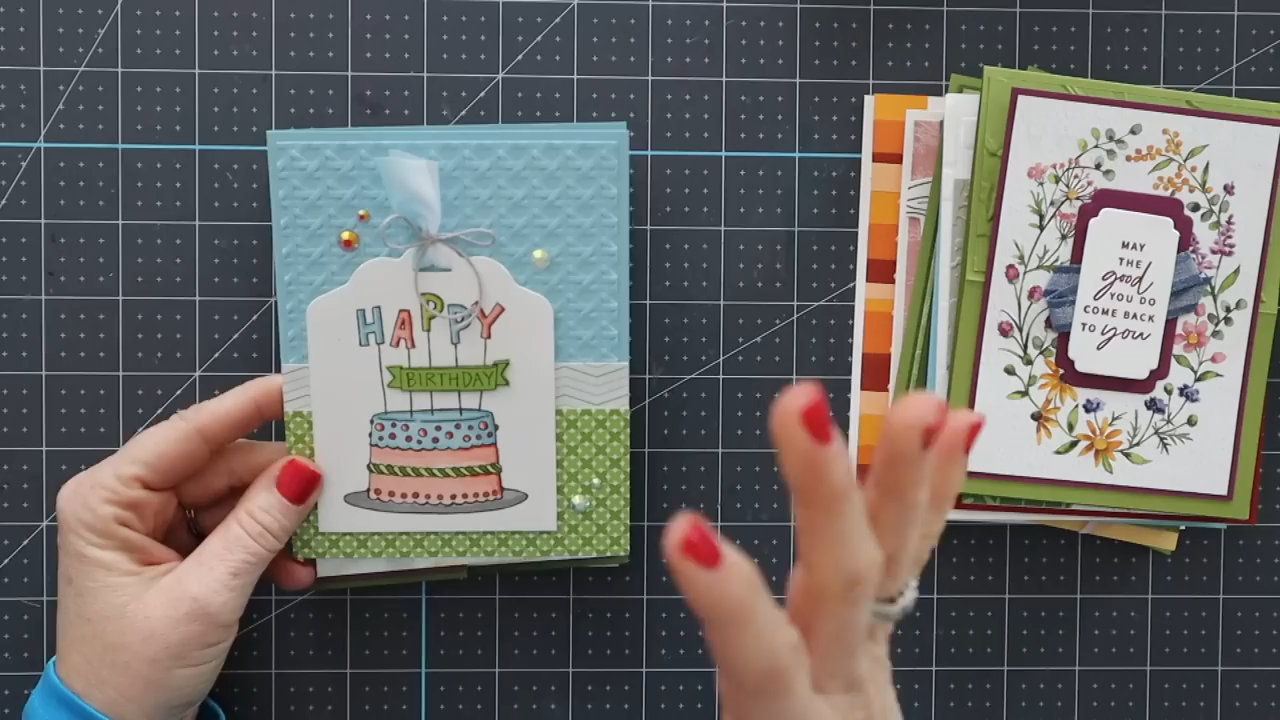 HAPPY
BIRTHDAY
MAY
THE
good
YOU DO
COME BACK
TO you